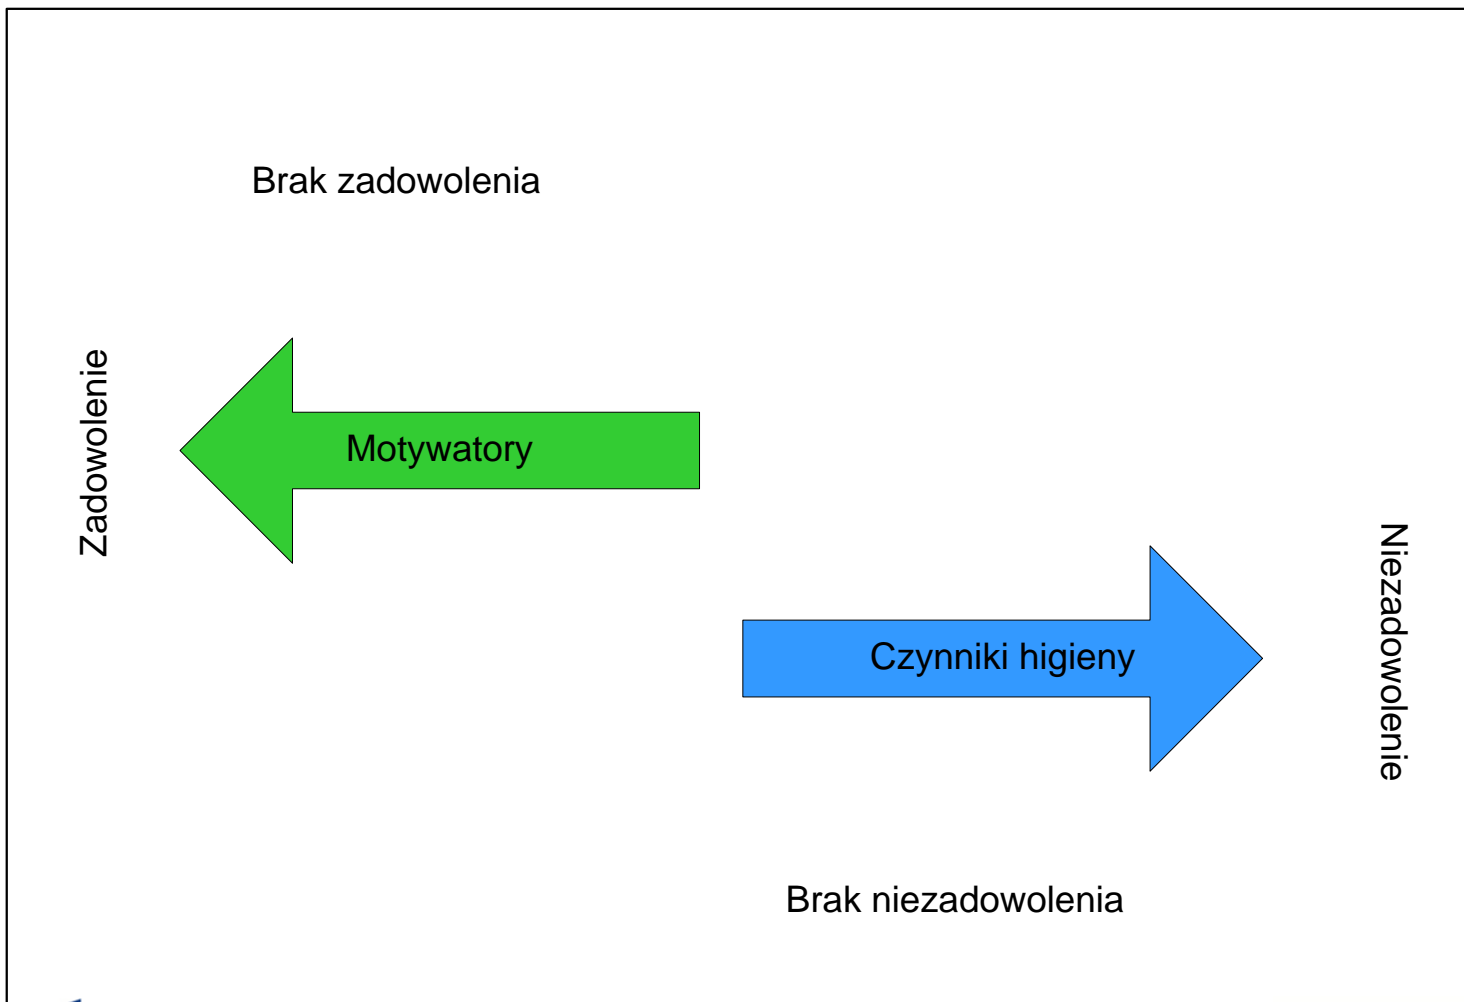 Brak zadowolenia
Zadowolenie
Motywatory
Niezadowolenie
Czynniki higieny
Brak niezadowolenia